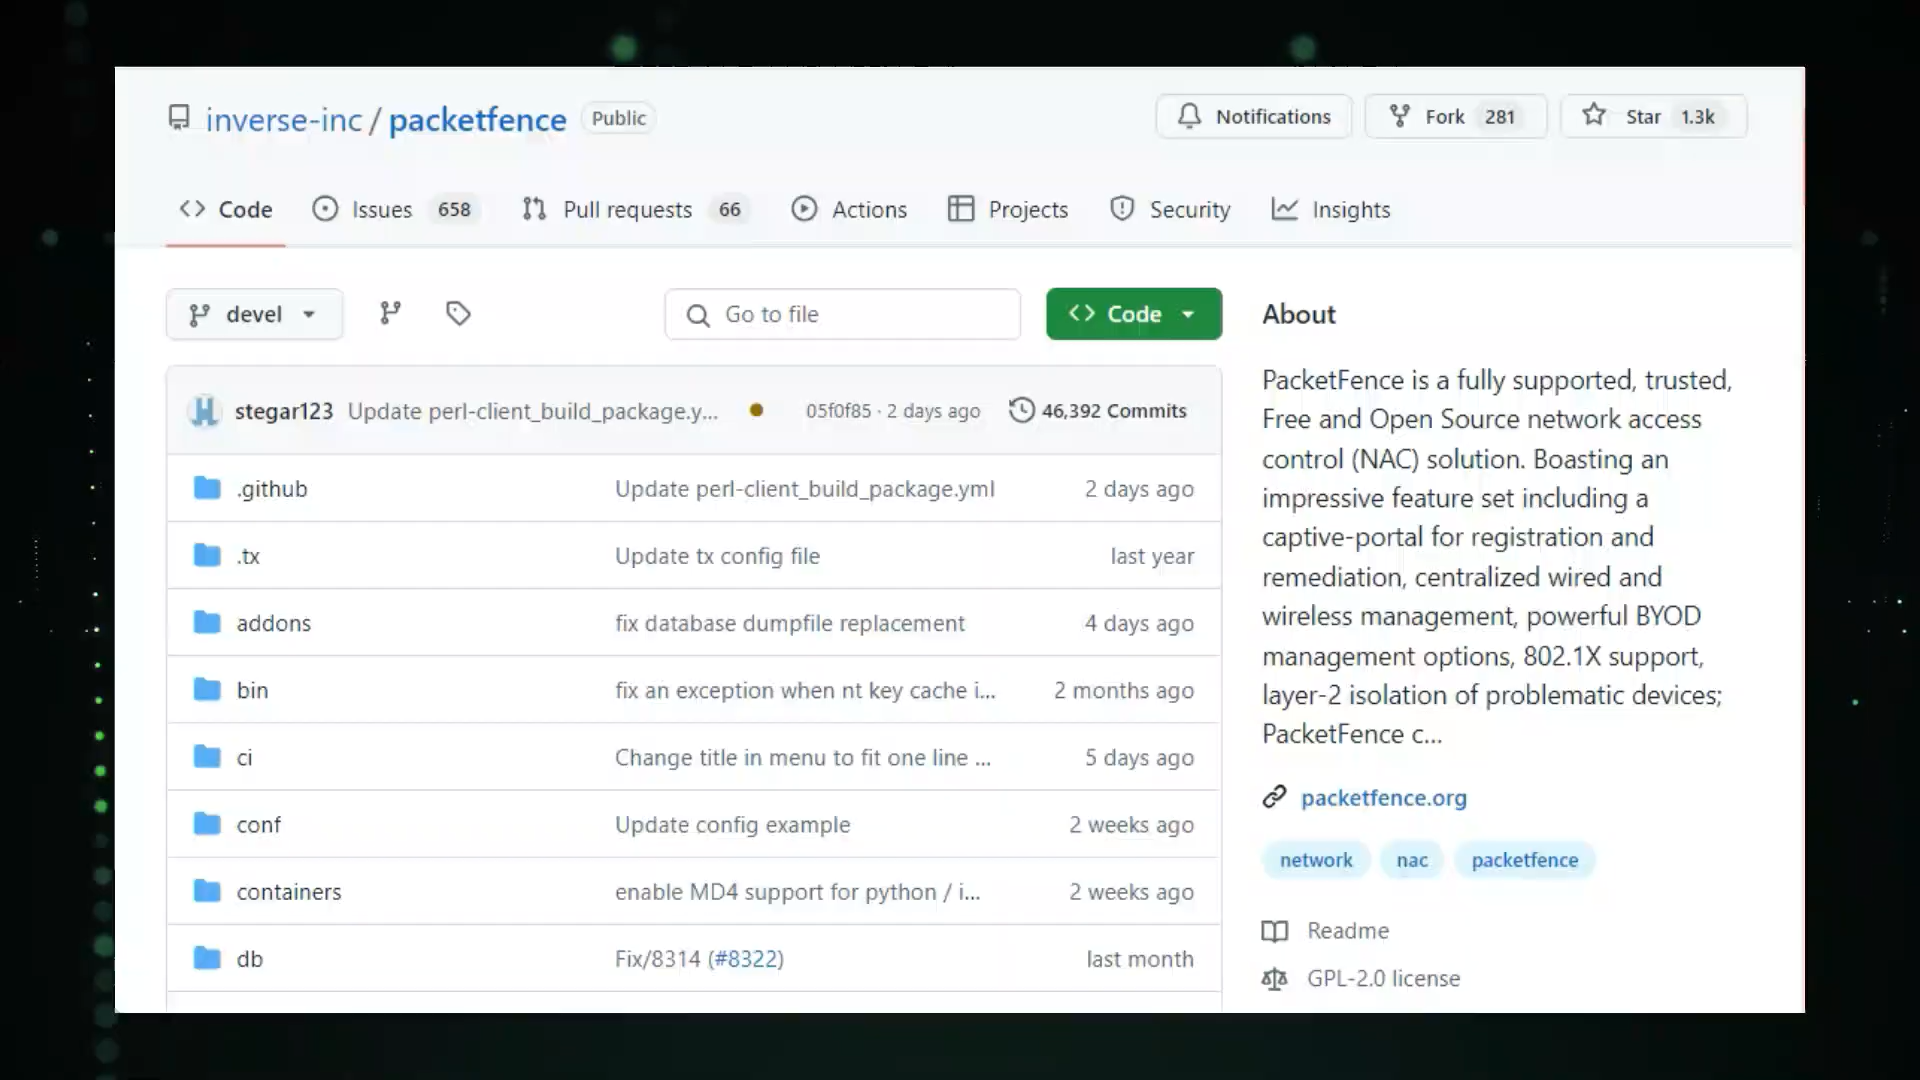 inverse-inc / packetfence Public Notifications Fork 281 Star 1.3k
Code Issues 658 Pull requests 66 Actions Projects Security Insights
devel Go to file Code
stegar123 Update perl-client_build_package.y... 05f0f85 · 2 days ago 46,392 Commits
.github Update perl-client_build_package.yml 2 days ago
.tx Update tx config file last year
addons fix database dumpfile replacement 4 days ago
bin fix an exception when nt key cache i... 2 months ago
ci Change title in menu to fit one line ... 5 days ago
conf Update config example 2 weeks ago
containers enable MD4 support for python / i... 2 weeks ago
db Fix/8314 (#8322) last month
About
PacketFence is a fully supported, trusted,
Free and Open Source network access
control (NAC) solution. Boasting an
impressive feature set including a
captive-portal for registration and
remediation, centralized wired and
wireless management, powerful BYOD
management options, 802.1X support,
layer-2 isolation of problematic devices;
PacketFence c...
packetfence.org
network nac packetfence
Readme
GPL-2.0 license